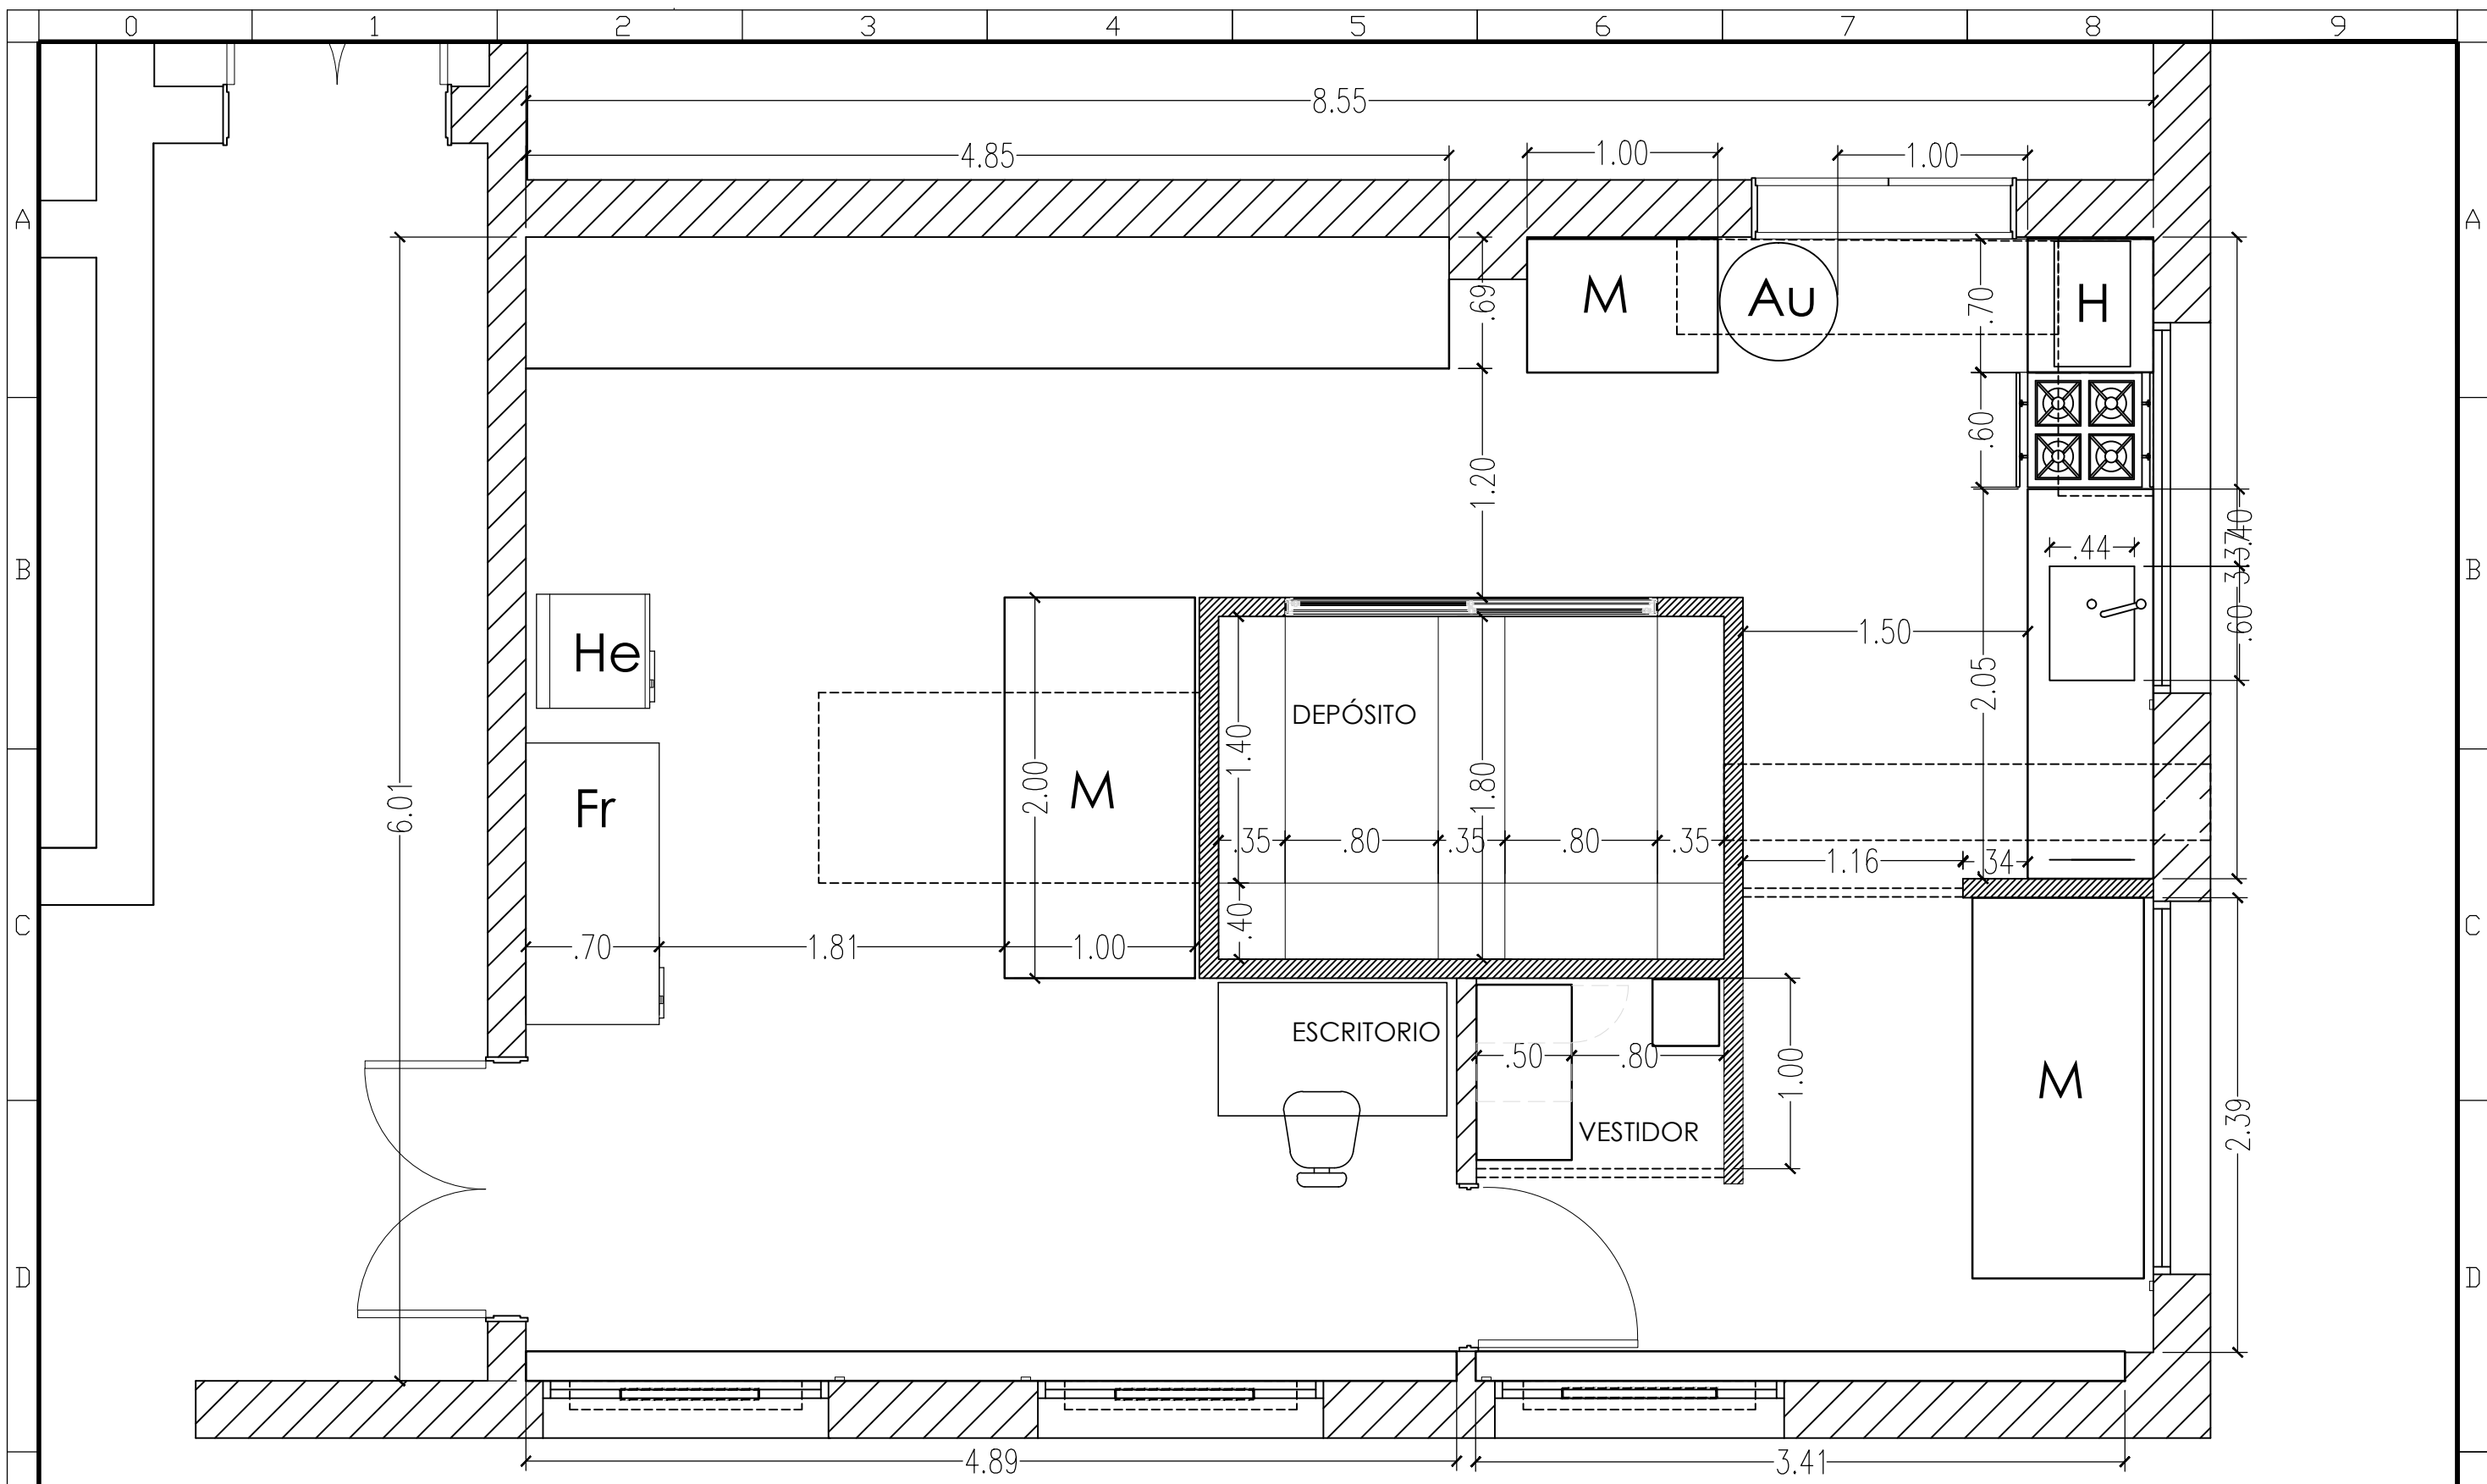 0 1 2 3 4 5 6 7 8 9
8.55
4.85 1.00 1.00
A A
.69 M Au .70 H
1.20 .60
B B
.44 .40
3.37
He 1.50 .60
2.05
DEPÓSITO
6.01 Fr 2.00 M 1.40 1.80
.35 .80 .35 .80 .35 1.16 .34
C C
.70 1.81 1.00 .40
ESCRITORIO .50 .80 1.00 M
VESTIDOR 2.39
D D
4.89 3.41